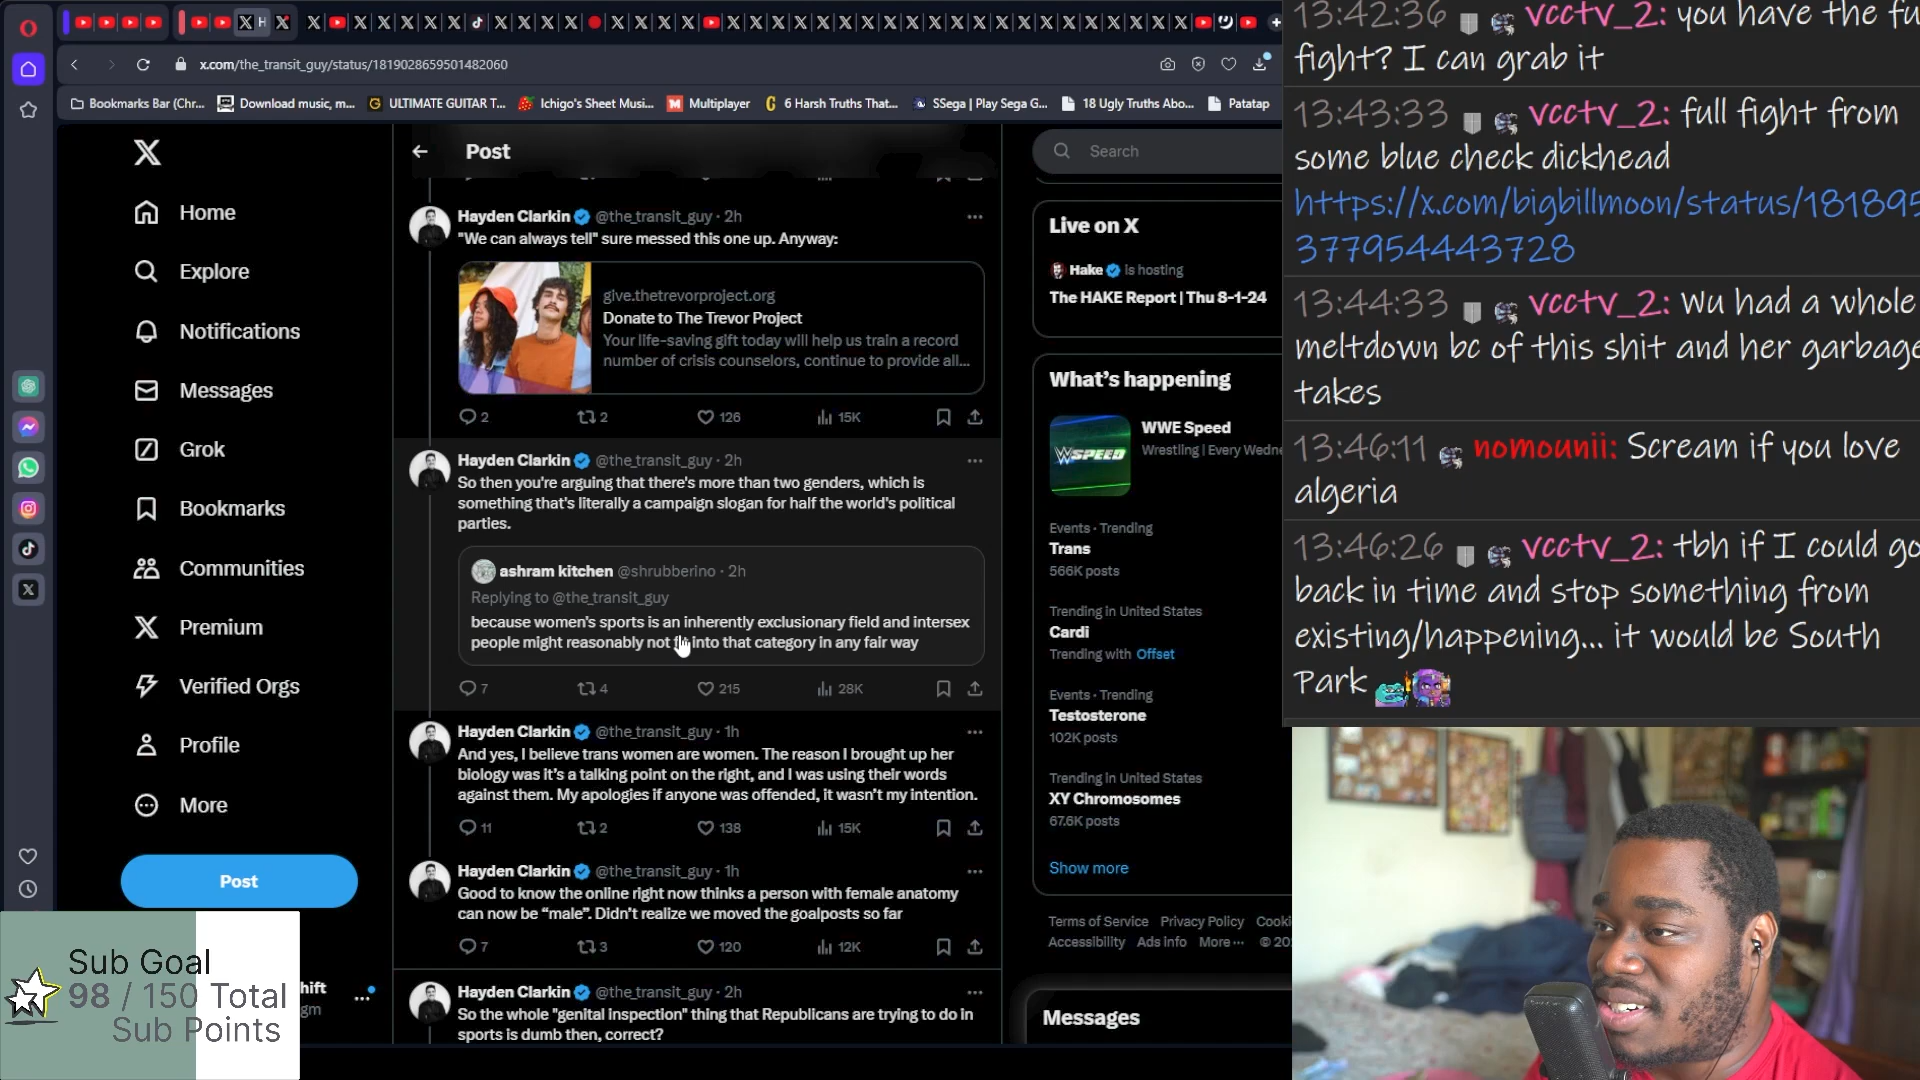 x.com/the_transit_guy/status/1819028659501482060
Bookmarks Bar (Chr...
Download music, m...
ULTIMATE GUITAR T...
Ichigo's Sheet Musi...
Multiplayer
6 Harsh Truths That...
SSega | Play Sega G...
18 Ugly Truths Abo...
Patatap
Home
Explore
Notifications
Messages
Grok
Bookmarks
Communities
Premium
Verified Orgs
Profile
More
Post
Sub Goal
98 / 150 Total
Sub Points
hift
gm
Post
Hayden Clarkin @the_transit_guy · 2h
"We can always tell" sure messed this one up. Anyway:
give.thetrevorproject.org
Donate to The Trevor Project
Your life-saving gift today will help us train a record
number of crisis counselors, continue to provide all...
2 2 126 15K
Hayden Clarkin @the_transit_guy · 2h
So then you're arguing that there's more than two genders, which is
something that's literally a campaign slogan for half the world's political
parties.
ashram kitchen @shrubberino · 2h
Replying to @the_transit_guy
because women's sports is an inherently exclusionary field and intersex
people might reasonably not into that category in any fair way
7 4 215 28K
Hayden Clarkin @the_transit_guy · 1h
And yes, I believe trans women are women. The reason I brought up her
biology was it's a talking point on the right, and I was using their words
against them. My apologies if anyone was offended, it wasn't my intention.
11 2 138 15K
Hayden Clarkin @the_transit_guy · 1h
Good to know the online right now thinks a person with female anatomy
can now be “male”. Didn't realize we moved the goalposts so far
7 3 120 12K
Hayden Clarkin @the_transit_guy · 2h
So the whole "genital inspection" thing that Republicans are trying to do in
sports is dumb then, correct?
Search
Live on X
Hake is hosting
The HAKE Report | Thu 8-1-24
What's happening
WSPEED
WWE Speed
Wrestling | Every Wedne
Events · Trending
Trans
566K posts
Trending in United States
Cardi
Trending with Offset
Events · Trending
Testosterone
102K posts
Trending in United States
XY Chromosomes
67.6K posts
Show more
Terms of Service Privacy Policy Cooki
Accessibility Ads info More ··· © 20
Messages
13:42:36 vcctv_2: you have the fu
fight? I can grab it
13:43:33 vcctv_2: full fight from
some blue check dickhead
https://x.com/bigbillmoon/status/181895
377954443728
13:44:33 vcctv_2: Wu had a whole
meltdown bc of this shit and her garbage
takes
13:46:11 nomounii: Scream if you love
algeria
13:46:26 vcctv_2: tbh if I could go
back in time and stop something from
existing/happening... it would be South
Park